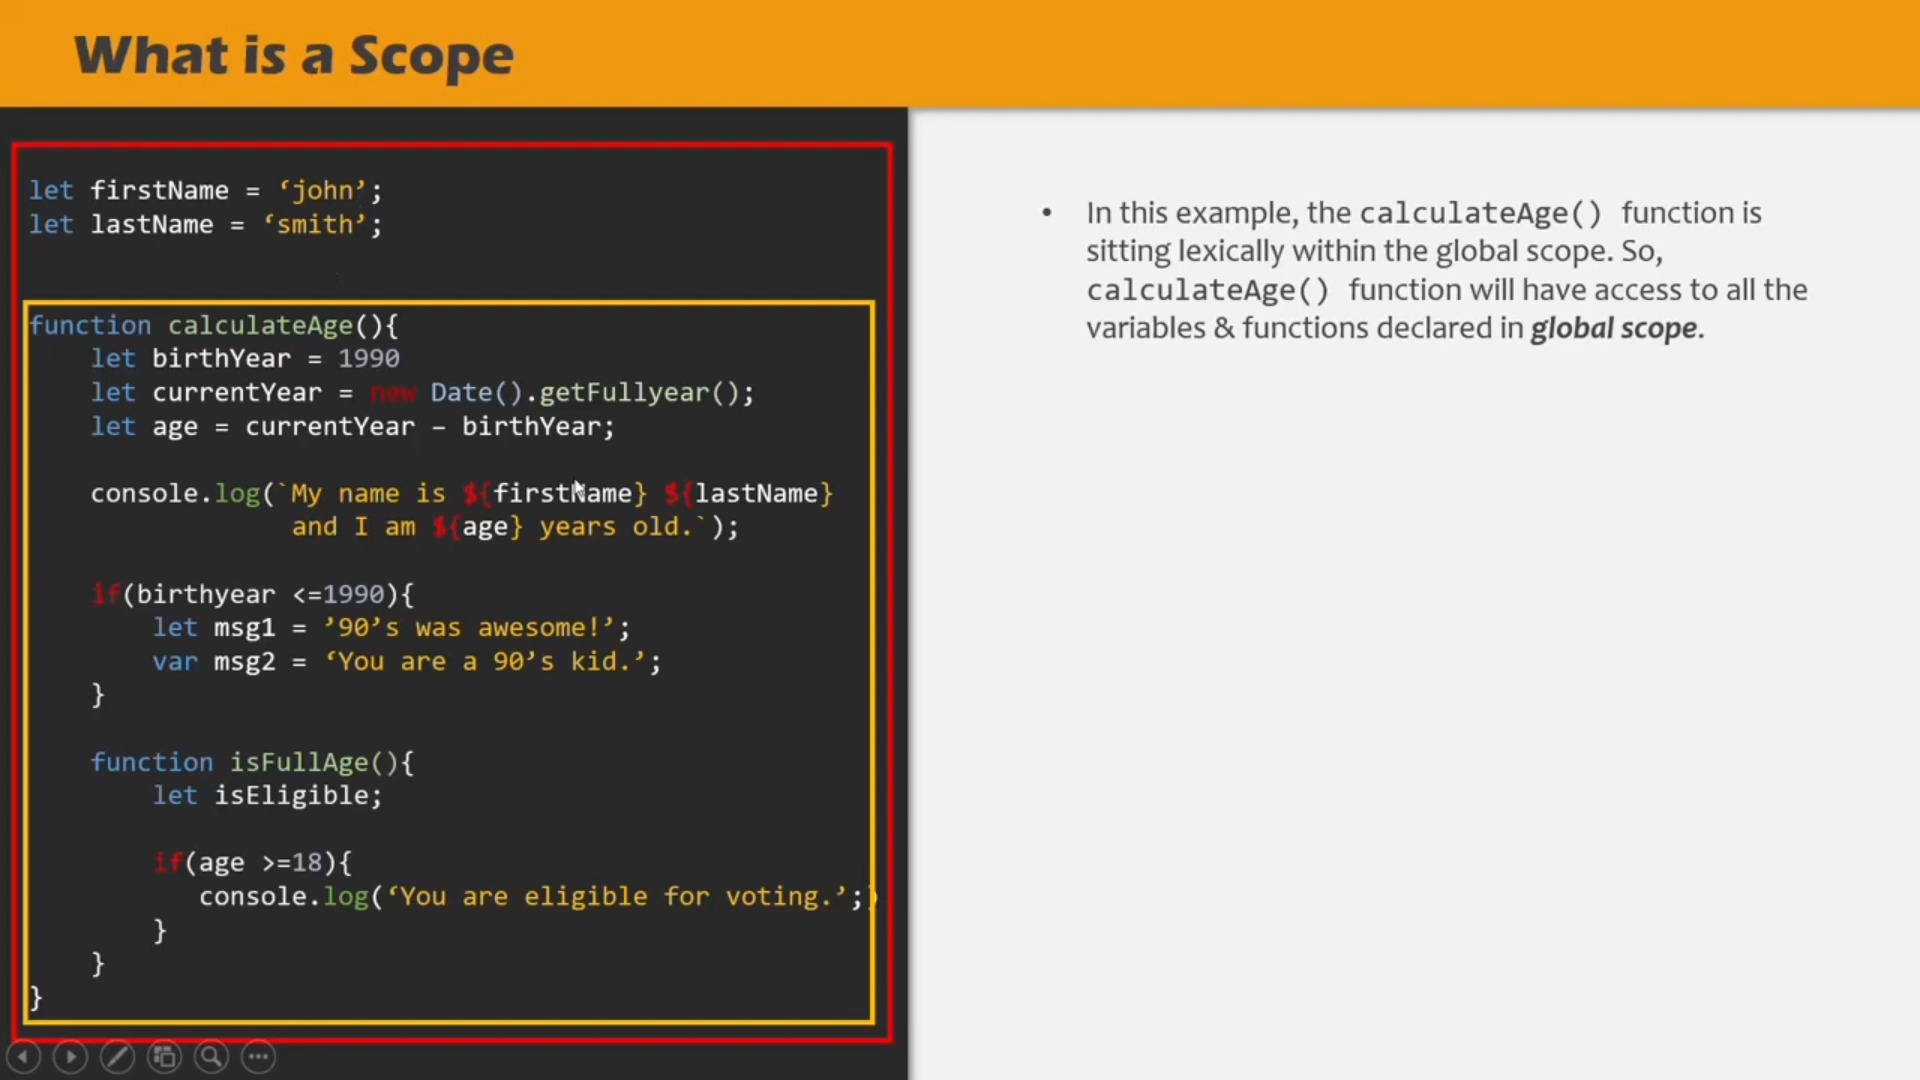 What is a Scope
let firstName = ‘john’;
let lastName = ‘smith’;
function calculateAge(){
let birthYear = 1990
let currentYear = new Date().getFullyear();
let age = currentYear – birthYear;
console.log(`My name is ${firstName} ${lastName}
and I am ${age} years old.`);
if(birthyear <=1990){
let msg1 = ’90’s was awesome!’;
var msg2 = ‘You are a 90’s kid.’;
}
function isFullAge(){
let isEligible;
if(age >=18){
console.log(‘You are eligible for voting.’;)
}
}
}
• In this example, the calculateAge() function is
sitting lexically within the global scope. So,
calculateAge() function will have access to all the
variables & functions declared in global scope.